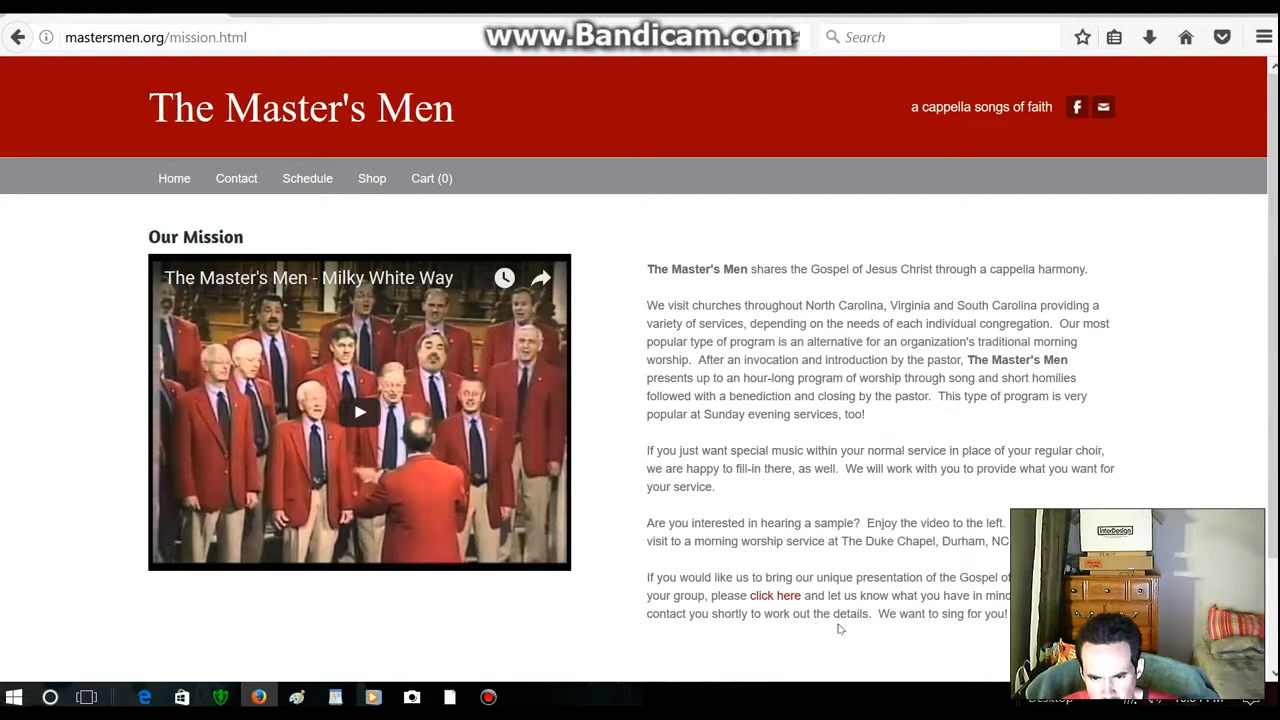 mastersmen.org/mission.html
www.Bandicam.com
Search
The Master's Men
a cappella songs of faith
Home Contact Schedule Shop Cart (0)
Our Mission
The Master's Men - Milky White Way
The Master's Men shares the Gospel of Jesus Christ through a cappella harmony.
We visit churches throughout North Carolina, Virginia and South Carolina providing a
variety of services, depending on the needs of each individual congregation. Our most
popular type of program is an alternative for an organization's traditional morning
worship. After an invocation and introduction by the pastor, The Master's Men
presents up to an hour-long program of worship through song and short homilies
followed with a benediction and closing by the pastor. This type of program is very
popular at Sunday evening services, too!
If you just want special music within your normal service in place of your regular choir,
we are happy to fill-in there, as well. We will work with you to provide what you want for
your service.
Are you interested in hearing a sample? Enjoy the video to the left.
visit to a morning worship service at The Duke Chapel, Durham, NC
If you would like us to bring our unique presentation of the Gospel of
your group, please click here and let us know what you have in mind
contact you shortly to work out the details. We want to sing for you!
InterDesign
Desktop